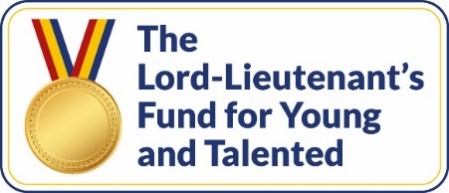 The
Lord-Lieutenant's
Fund for Young
and Talented